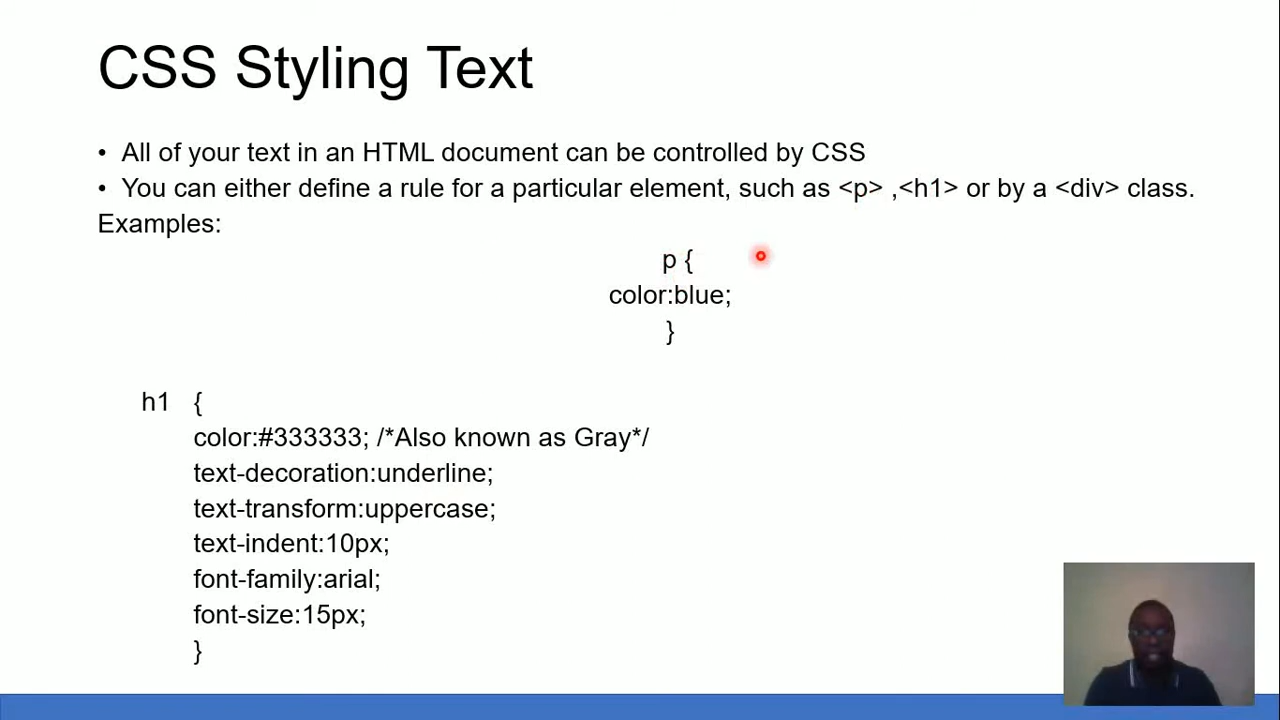 CSS Styling Text
• All of your text in an HTML document can be controlled by CSS
• You can either define a rule for a particular element, such as <p> ,<h1> or by a <div> class.
Examples:
p {
color:blue;
}
h1 {
color:#333333; /*Also known as Gray*/
text-decoration:underline;
text-transform:uppercase;
text-indent:10px;
font-family:arial;
font-size:15px;
}